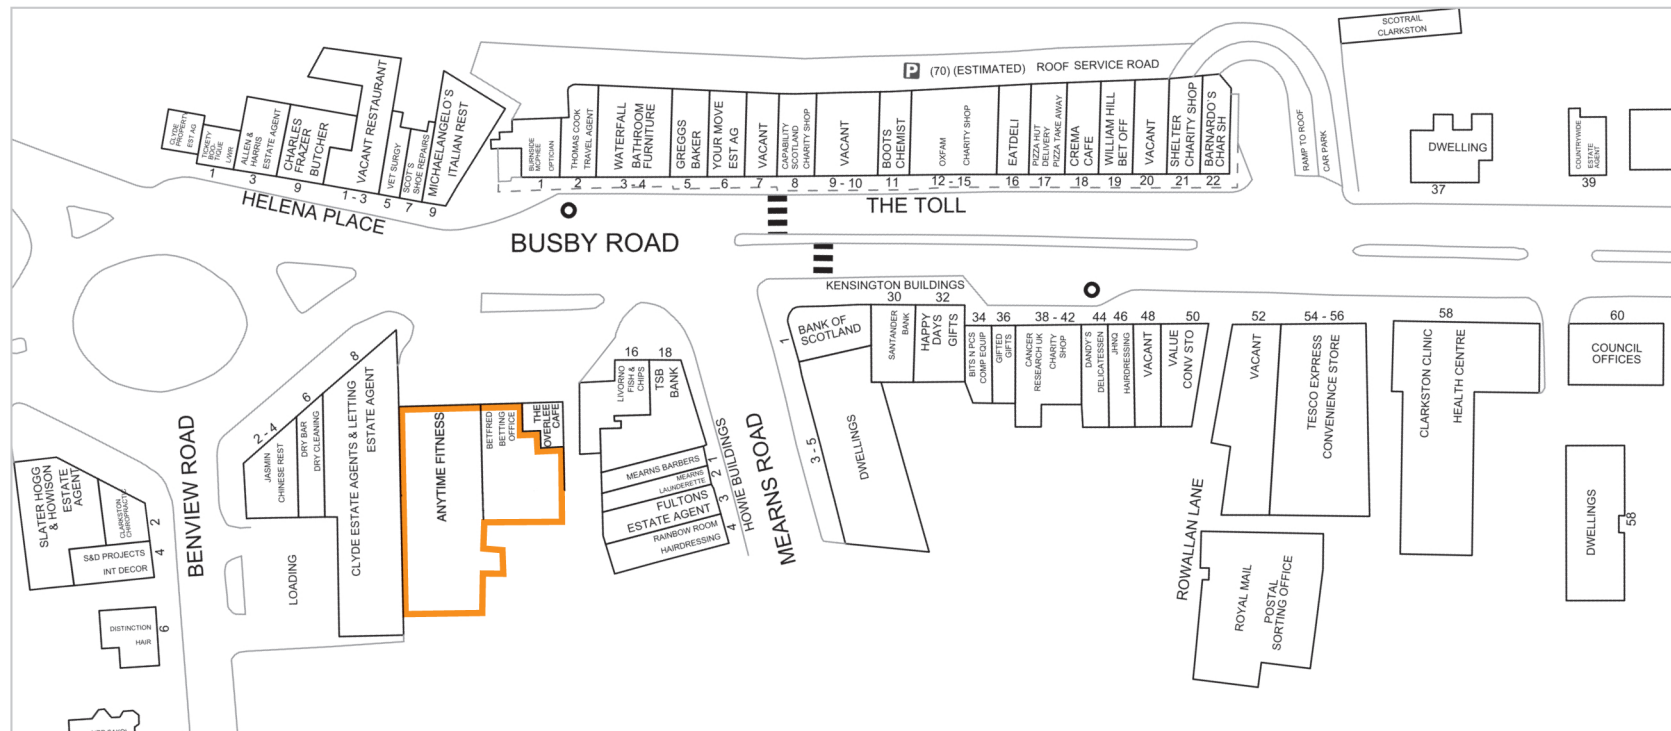 SCOTRAIL
CLARKSTON
P (70) (ESTIMATED) ROOF SERVICE ROAD
RAMP TO ROOF
CAR PARK
CLYDE
PROPERTY
EST AG
TICKETY
BOO-
TIQUE
L/WR
1
ALLEN &
HARRIS
ESTATE AGENT
3
CHARLES
FRAZER
BUTCHER
9
VACANT RESTAURANT
1 - 3
VET SURGY
5
SCOT'S
SHOE REPAIRS
7
MICHAELANGELO'S
ITALIAN REST
9
HELENA PLACE
BURNSIDE
MCPHEE
OPTICIAN
1
THOMAS COOK
TRAVEL AGENT
2
WATERFALL
BATHROOM
FURNITURE
3 - 4
GREGGS
BAKER
5
YOUR MOVE
EST AG
6
VACANT
7
CAPABILITY
SCOTLAND
CHARITY SHOP
8
VACANT
9 - 10
BOOTS
CHEMIST
11
OXFAM
CHARITY SHOP
12 - 15
EATDELI
16
PIZZA HUT
DELIVERY
PIZZA TAKE AWAY
17
CREMA
CAFE
18
WILLIAM HILL
BET OFF
19
VACANT
20
SHELTER
CHARITY SHOP
21
BARNARDO'S
CHAR SH
22
DWELLING
37
COUNTRYWIDE
ESTATE
AGENT
39
THE TOLL
BUSBY ROAD
KENSINGTON BUILDINGS
1
BANK OF
SCOTLAND
3 - 5
DWELLINGS
30
SANTANDER
BANK
32
HAPPY
DAYS
GIFTS
34
BITS N PCS
COMP EQUIP
36
GIFTED
GIFTS
38 - 42
CANCER
RESEARCH UK
CHARITY
SHOP
44
DANDY'S
DELICATESSEN
46
JHNQ
HAIRDRESSING
48
VACANT
50
VALUE
CONV STO
52
VACANT
54 - 56
TESCO EXPRESS
CONVENIENCE STORE
58
CLARKSTON CLINIC
HEALTH CENTRE
60
COUNCIL
OFFICES
DWELLINGS
58
ROWALLAN LANE
ROYAL MAIL
POSTAL
SORTING OFFICE
MEARNS ROAD
HOWIE BUILDINGS
16
LIVORNO
FISH &
CHIPS
18
TSB
BANK
MEARNS BARBERS
1
MEARNS
LAUNDERETTE
2
FULTONS
ESTATE AGENT
3
RAINBOW ROOM
HAIRDRESSING
4
THE
OVERLEE
CAFE
BETFRED
BETTING
OFFICE
ANYTIME FITNESS
8
CLYDE ESTATE AGENTS & LETTING
ESTATE AGENT
6
DRY BAR
DRY CLEANING
2 - 4
JASMIN
CHINESE REST
LOADING
BENVIEW ROAD
SLATER HOGG
& HOWISON
ESTATE
AGENT
CLARKSTON
CHIROPRACTIC
2
S&D PROJECTS
INT DECOR
4
DISTINCTION
HAIR
6